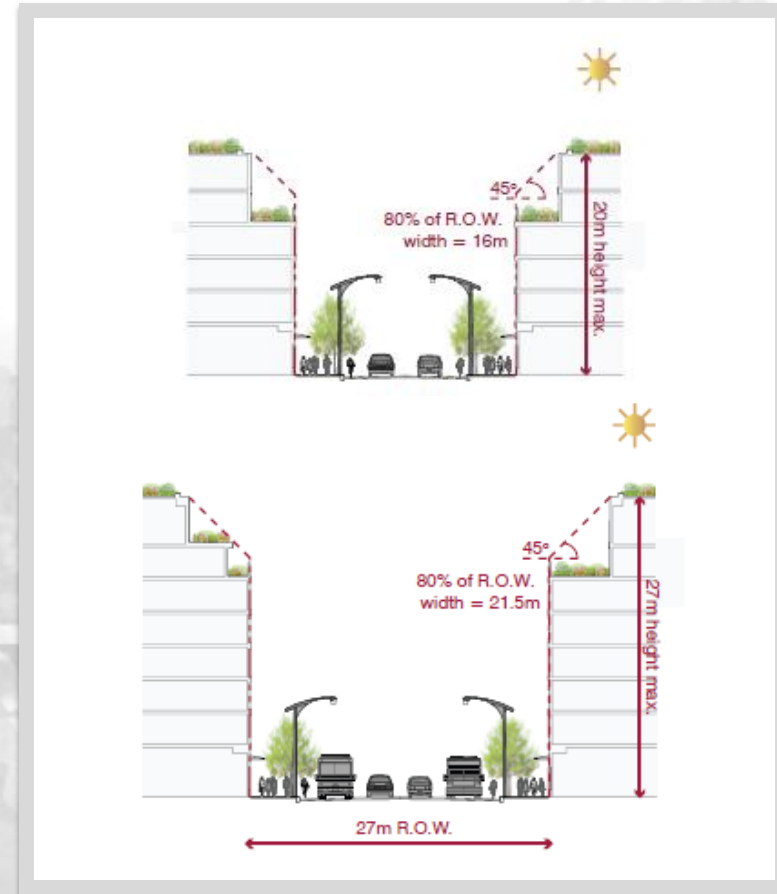 45°
80% of R.O.W.
width = 16m
20m height max.
45°
80% of R.O.W.
width = 21.5m
27m height max.
27m R.O.W.